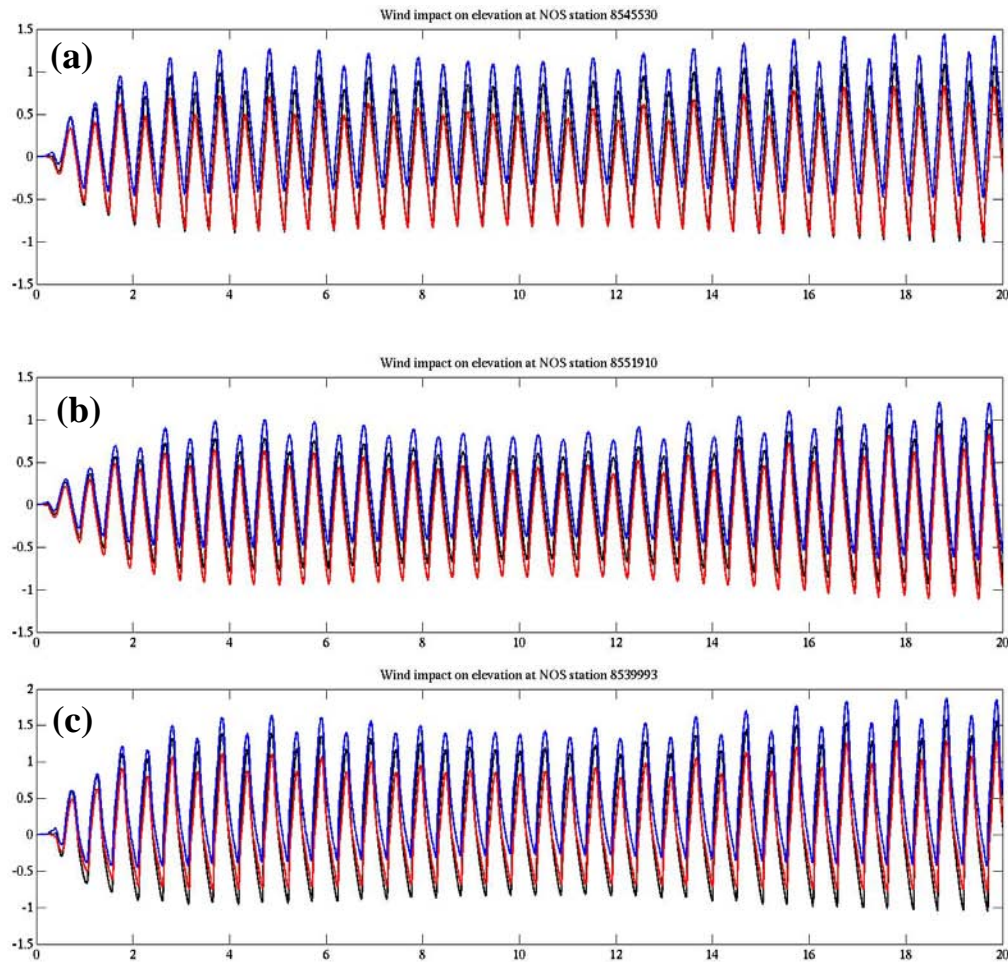 Wind impact on elevation at NOS station 8545530
(a)
1.5
1
0.5
0
-0.5
-1
-1.5
0 2 4 6 8 10 12 14 16 18 20
Wind impact on elevation at NOS station 8551910
(b)
1.5
1
0.5
0
-0.5
-1
-1.5
0 2 4 6 8 10 12 14 16 18 20
Wind impact on elevation at NOS station 8539993
(c)
2
1.5
1
0.5
0
-0.5
-1
-1.5
0 2 4 6 8 10 12 14 16 18 20